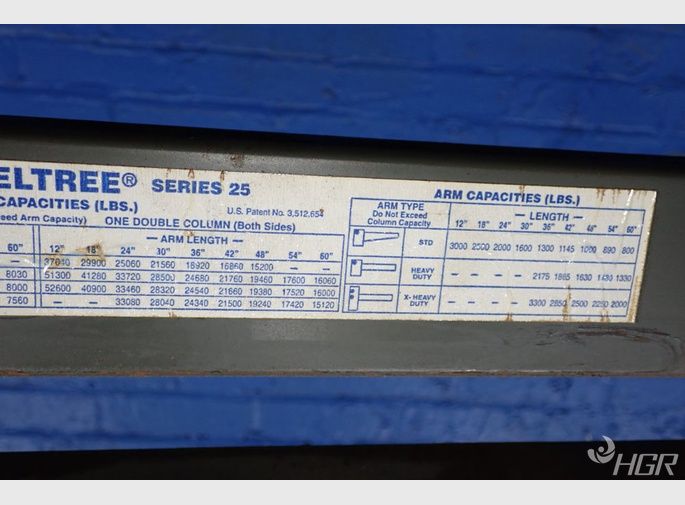 ELTREE® SERIES 25
CAPACITIES (LBS.)
U.S. Patent No. 3,512,654
eed Arm Capacity) ONE DOUBLE COLUMN (Both Sides)
— ARM LENGTH —
60" 12" 18" 24" 30" 36" 42" 48" 54" 60"
— 37040 29900 25060 21560 18920 16860 15200 — —
8030 51300 41280 33720 28505 24680 21760 19460 17600 16060
8000 52600 40900 33460 28320 24540 21660 19380 17520 16000
7560 — — 33080 28040 24340 21500 19240 17420 15120
ARM CAPACITIES (LBS.)
ARM TYPE
Do Not Exceed
Column Capacity
— LENGTH —
12" 18" 24" 30" 36" 42" 48" 54" 60"
STD 3000 2500 2000 1600 1300 1145 1000 890 800
HEAVY DUTY — — — — 2175 1865 1630 1430 1330
X-HEAVY DUTY — — — — 3300 2850 2500 2250 2000
HGR